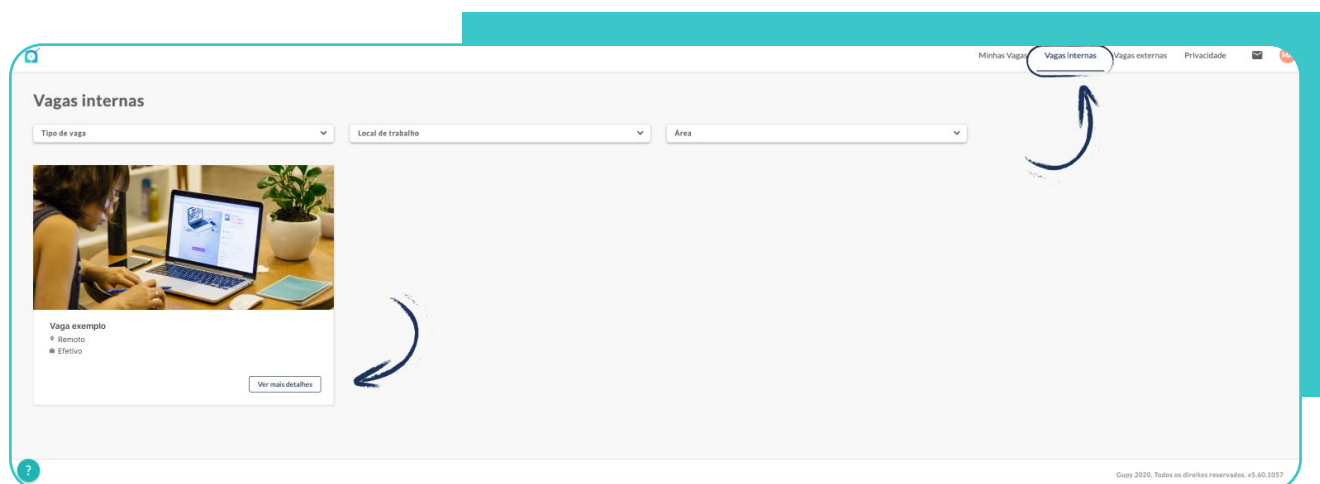 Minhas Vagas Vagas internas Vagas externas Privacidade
Vagas internas
Tipo de vaga Local de trabalho Área
Vaga exemplo
Remoto
Efetivo
Ver mais detalhes
?
Gupy 2020. Todos os direitos reservados. v5.60.1057